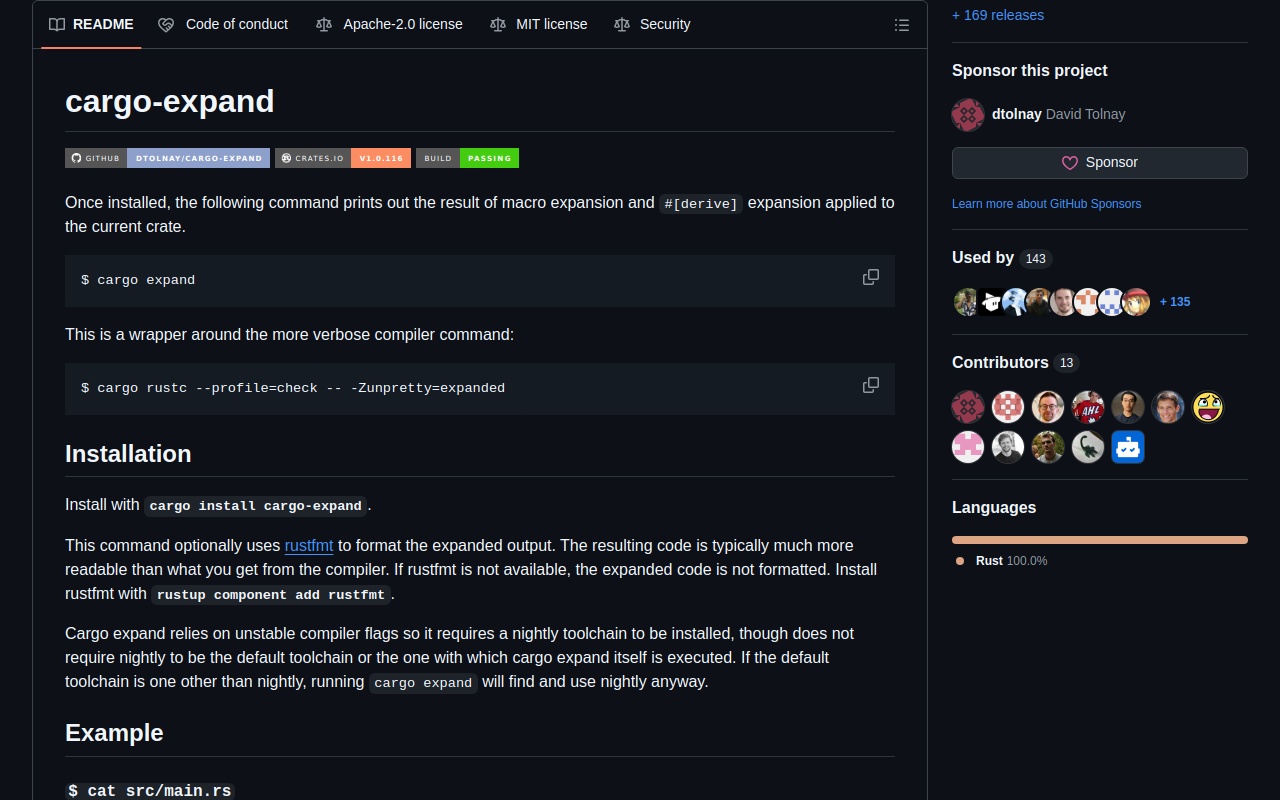 README
Code of conduct
Apache-2.0 license
MIT license
Security
cargo-expand
GITHUB DTOLNAY/CARGO-EXPAND CRATES.IO V1.0.116 BUILD PASSING
Once installed, the following command prints out the result of macro expansion and #[derive] expansion applied to
the current crate.
$ cargo expand
This is a wrapper around the more verbose compiler command:
$ cargo rustc --profile=check -- -Zunpretty=expanded
Installation
Install with cargo install cargo-expand.
This command optionally uses rustfmt to format the expanded output. The resulting code is typically much more
readable than what you get from the compiler. If rustfmt is not available, the expanded code is not formatted. Install
rustfmt with rustup component add rustfmt.
Cargo expand relies on unstable compiler flags so it requires a nightly toolchain to be installed, though does not
require nightly to be the default toolchain or the one with which cargo expand itself is executed. If the default
toolchain is one other than nightly, running cargo expand will find and use nightly anyway.
Example
$ cat src/main.rs
+ 169 releases
Sponsor this project
dtolnay David Tolnay
Sponsor
Learn more about GitHub Sponsors
Used by 143
+ 135
Contributors 13
AHL
Languages
Rust 100.0%